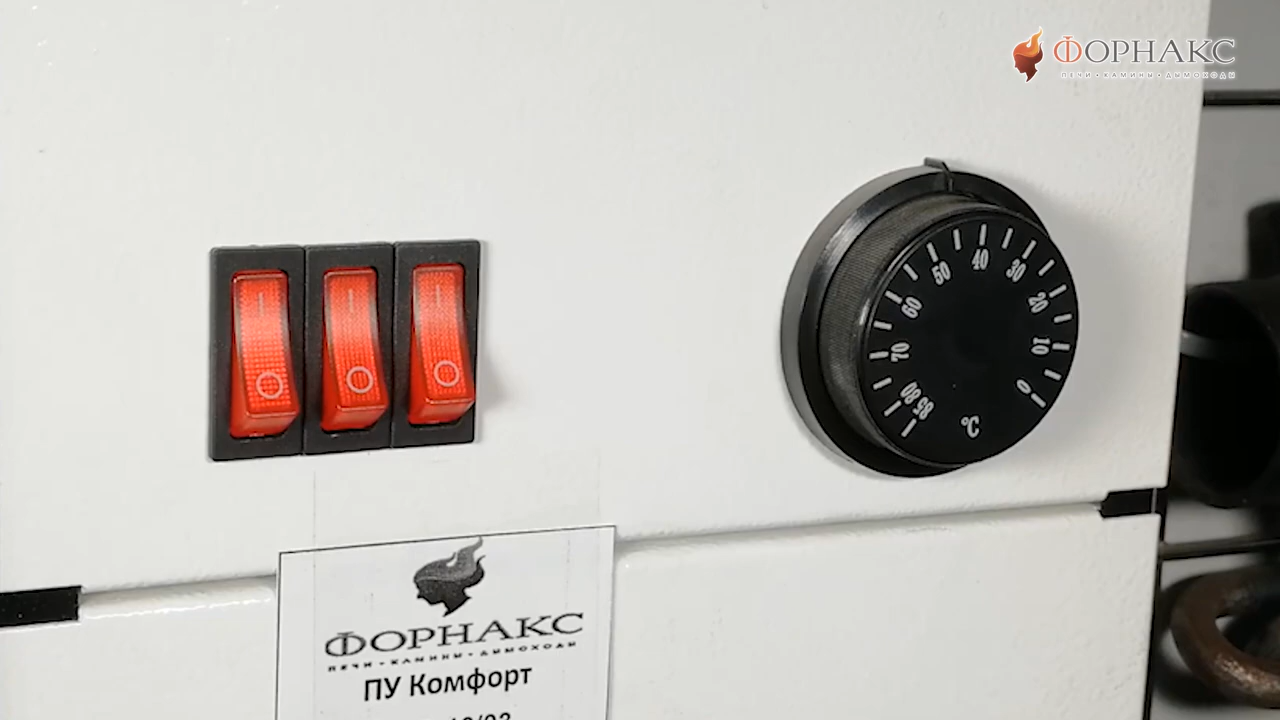 ФОРНАКС
ПЕЧИ • КАМИНЫ • ДЫМОХОДЫ
I I I
O O O
0 10 20 30 40 50 60 70 80 85
°C
ФОРНАКС
ПЕЧИ • КАМИНЫ • ДЫМОХОДЫ
ПУ Комфорт